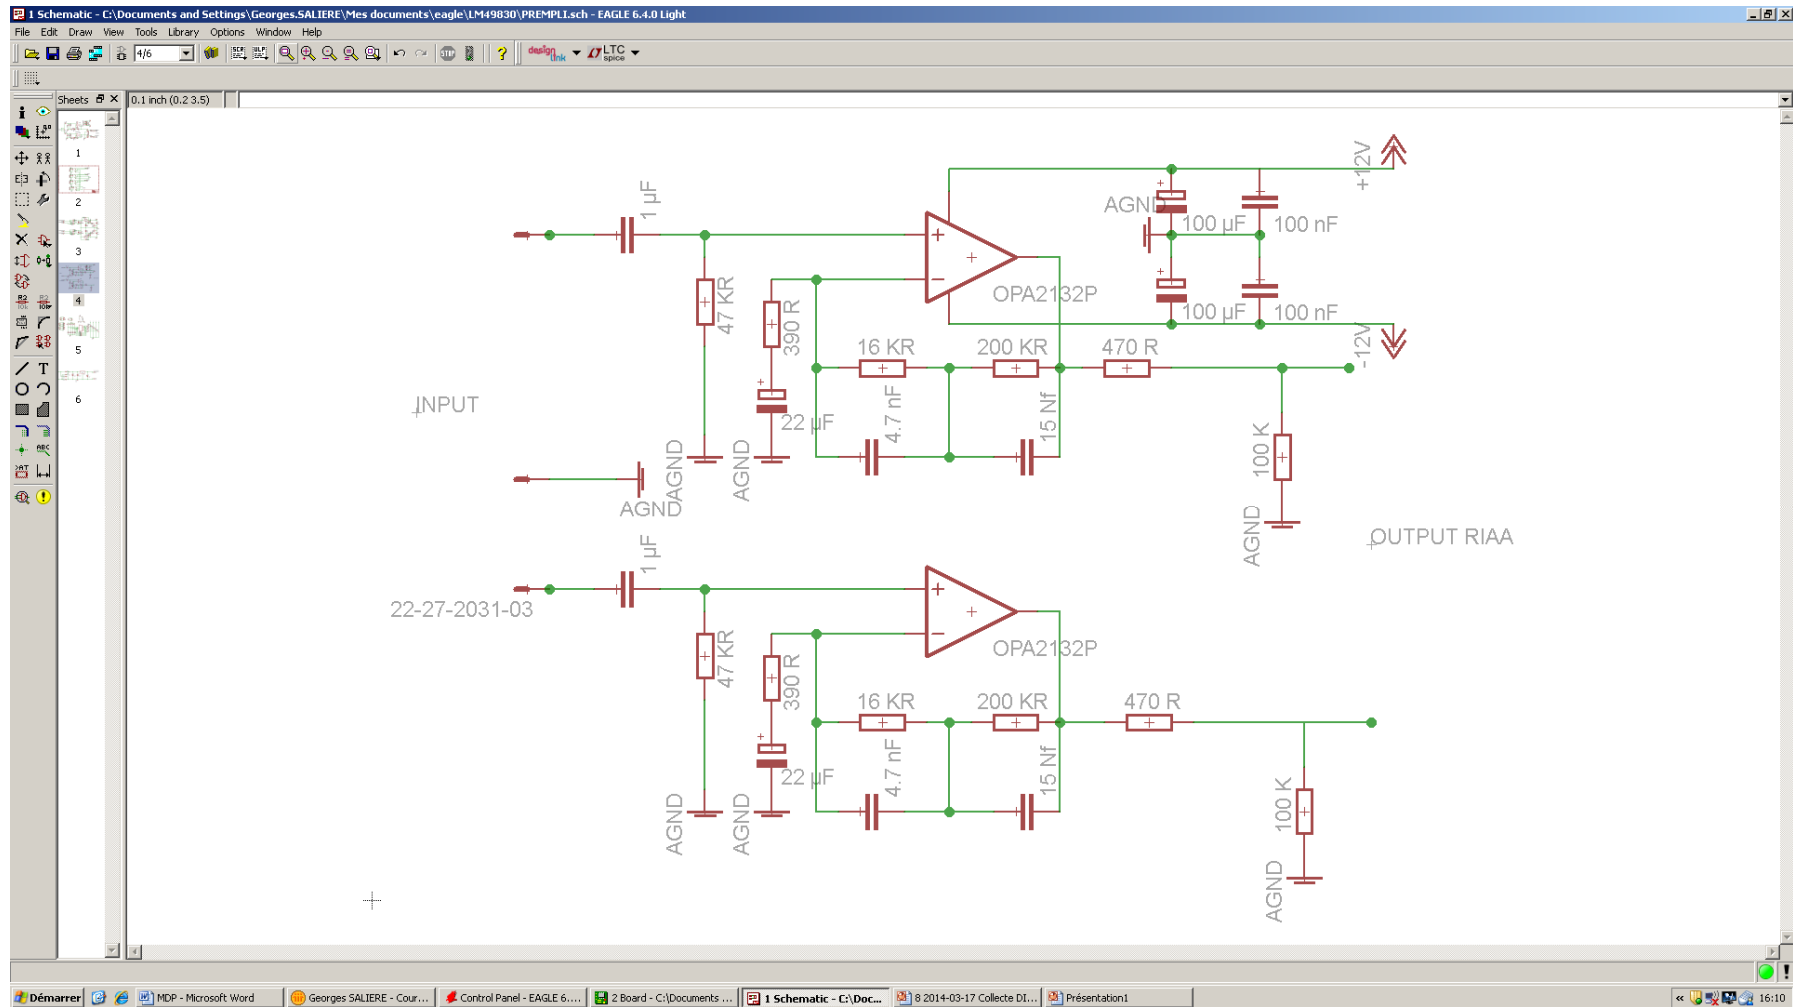 1 Schematic - C:\Documents and Settings\Georges.SALIERE\Mes documents\eagle\LM49830\PREMPLI.sch - EAGLE 6.4.0 Light
File Edit Draw View Tools Library Options Window Help
4/6
design link
LTC spice
Sheets
0.1 inch (0.2 3.5)
1
2
3
4
5
6
+12V
1 µF
AGND
100 µF
100 nF
47 KR
390 R
OPA2132P
100 µF
100 nF
-12V
16 KR
200 KR
470 R
INPUT
22 µF
4.7 nF
15 Nf
100 K
AGND
AGND
AGND
AGND
OUTPUT RIAA
1 µF
22-27-2031-03
47 KR
390 R
OPA2132P
16 KR
200 KR
470 R
22 µF
4.7 nF
15 Nf
100 K
AGND
AGND
AGND
Démarrer
MDP - Microsoft Word
Georges SALIERE - Cour...
Control Panel - EAGLE 6....
2 Board - C:\Documents ...
1 Schematic - C:\Doc...
8 2014-03-17 Collecte DI...
Présentation1
16:10